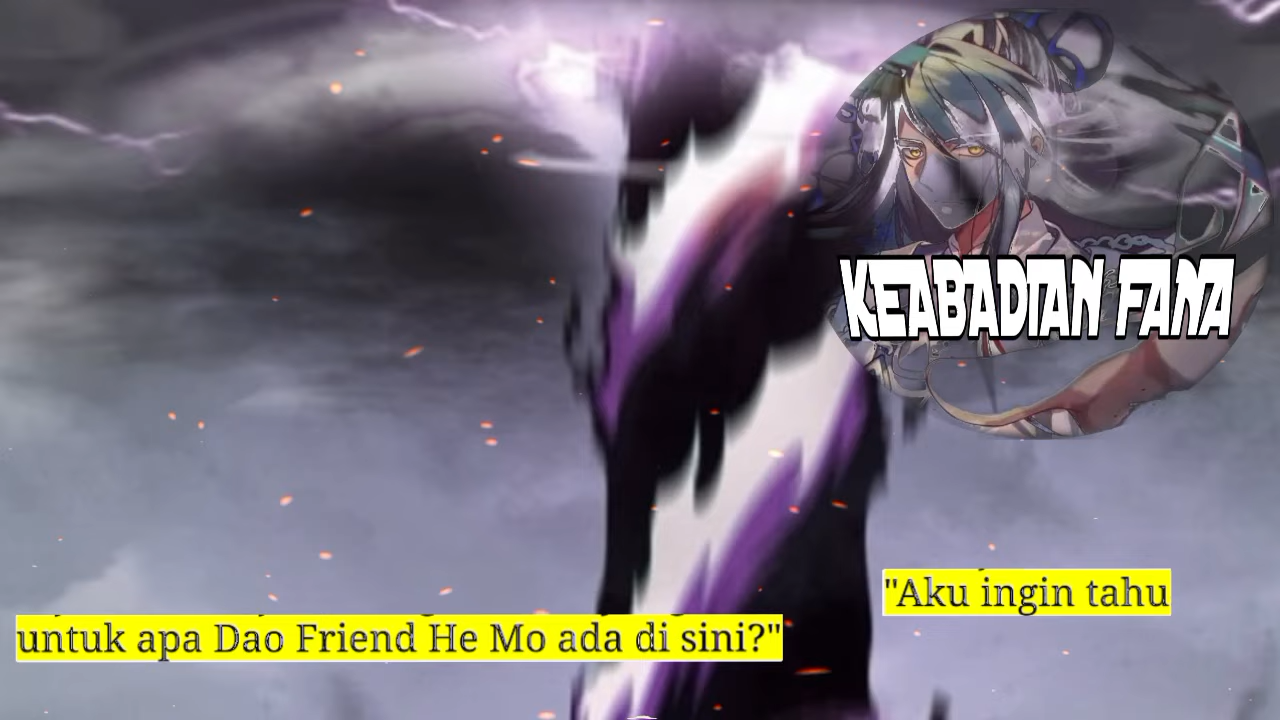 KEABADIAN FANA
"Aku ingin tahu
untuk apa Dao Friend He Mo ada di sini?"